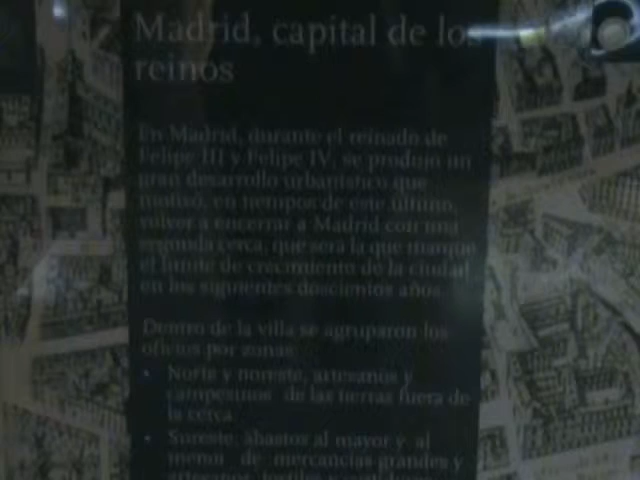 Madrid, capital de los
reinos
En Madrid, durante el reinado de
Felipe III y Felipe IV, se produjo un
gran desarrollo urbanístico que
motivó, en tiempos de este último,
volver a encerrar a Madrid con una
segunda cerca, que será la que marque
el límite de crecimiento de la ciudad
en los siguientes doscientos años.
Dentro de la villa se agruparon los
oficios por zonas
• Norte y noreste, artesanos y
campesinos de las tierras fuera de
la cerca
• Sureste, abastos al mayor y al
menor de mercancías grandes y